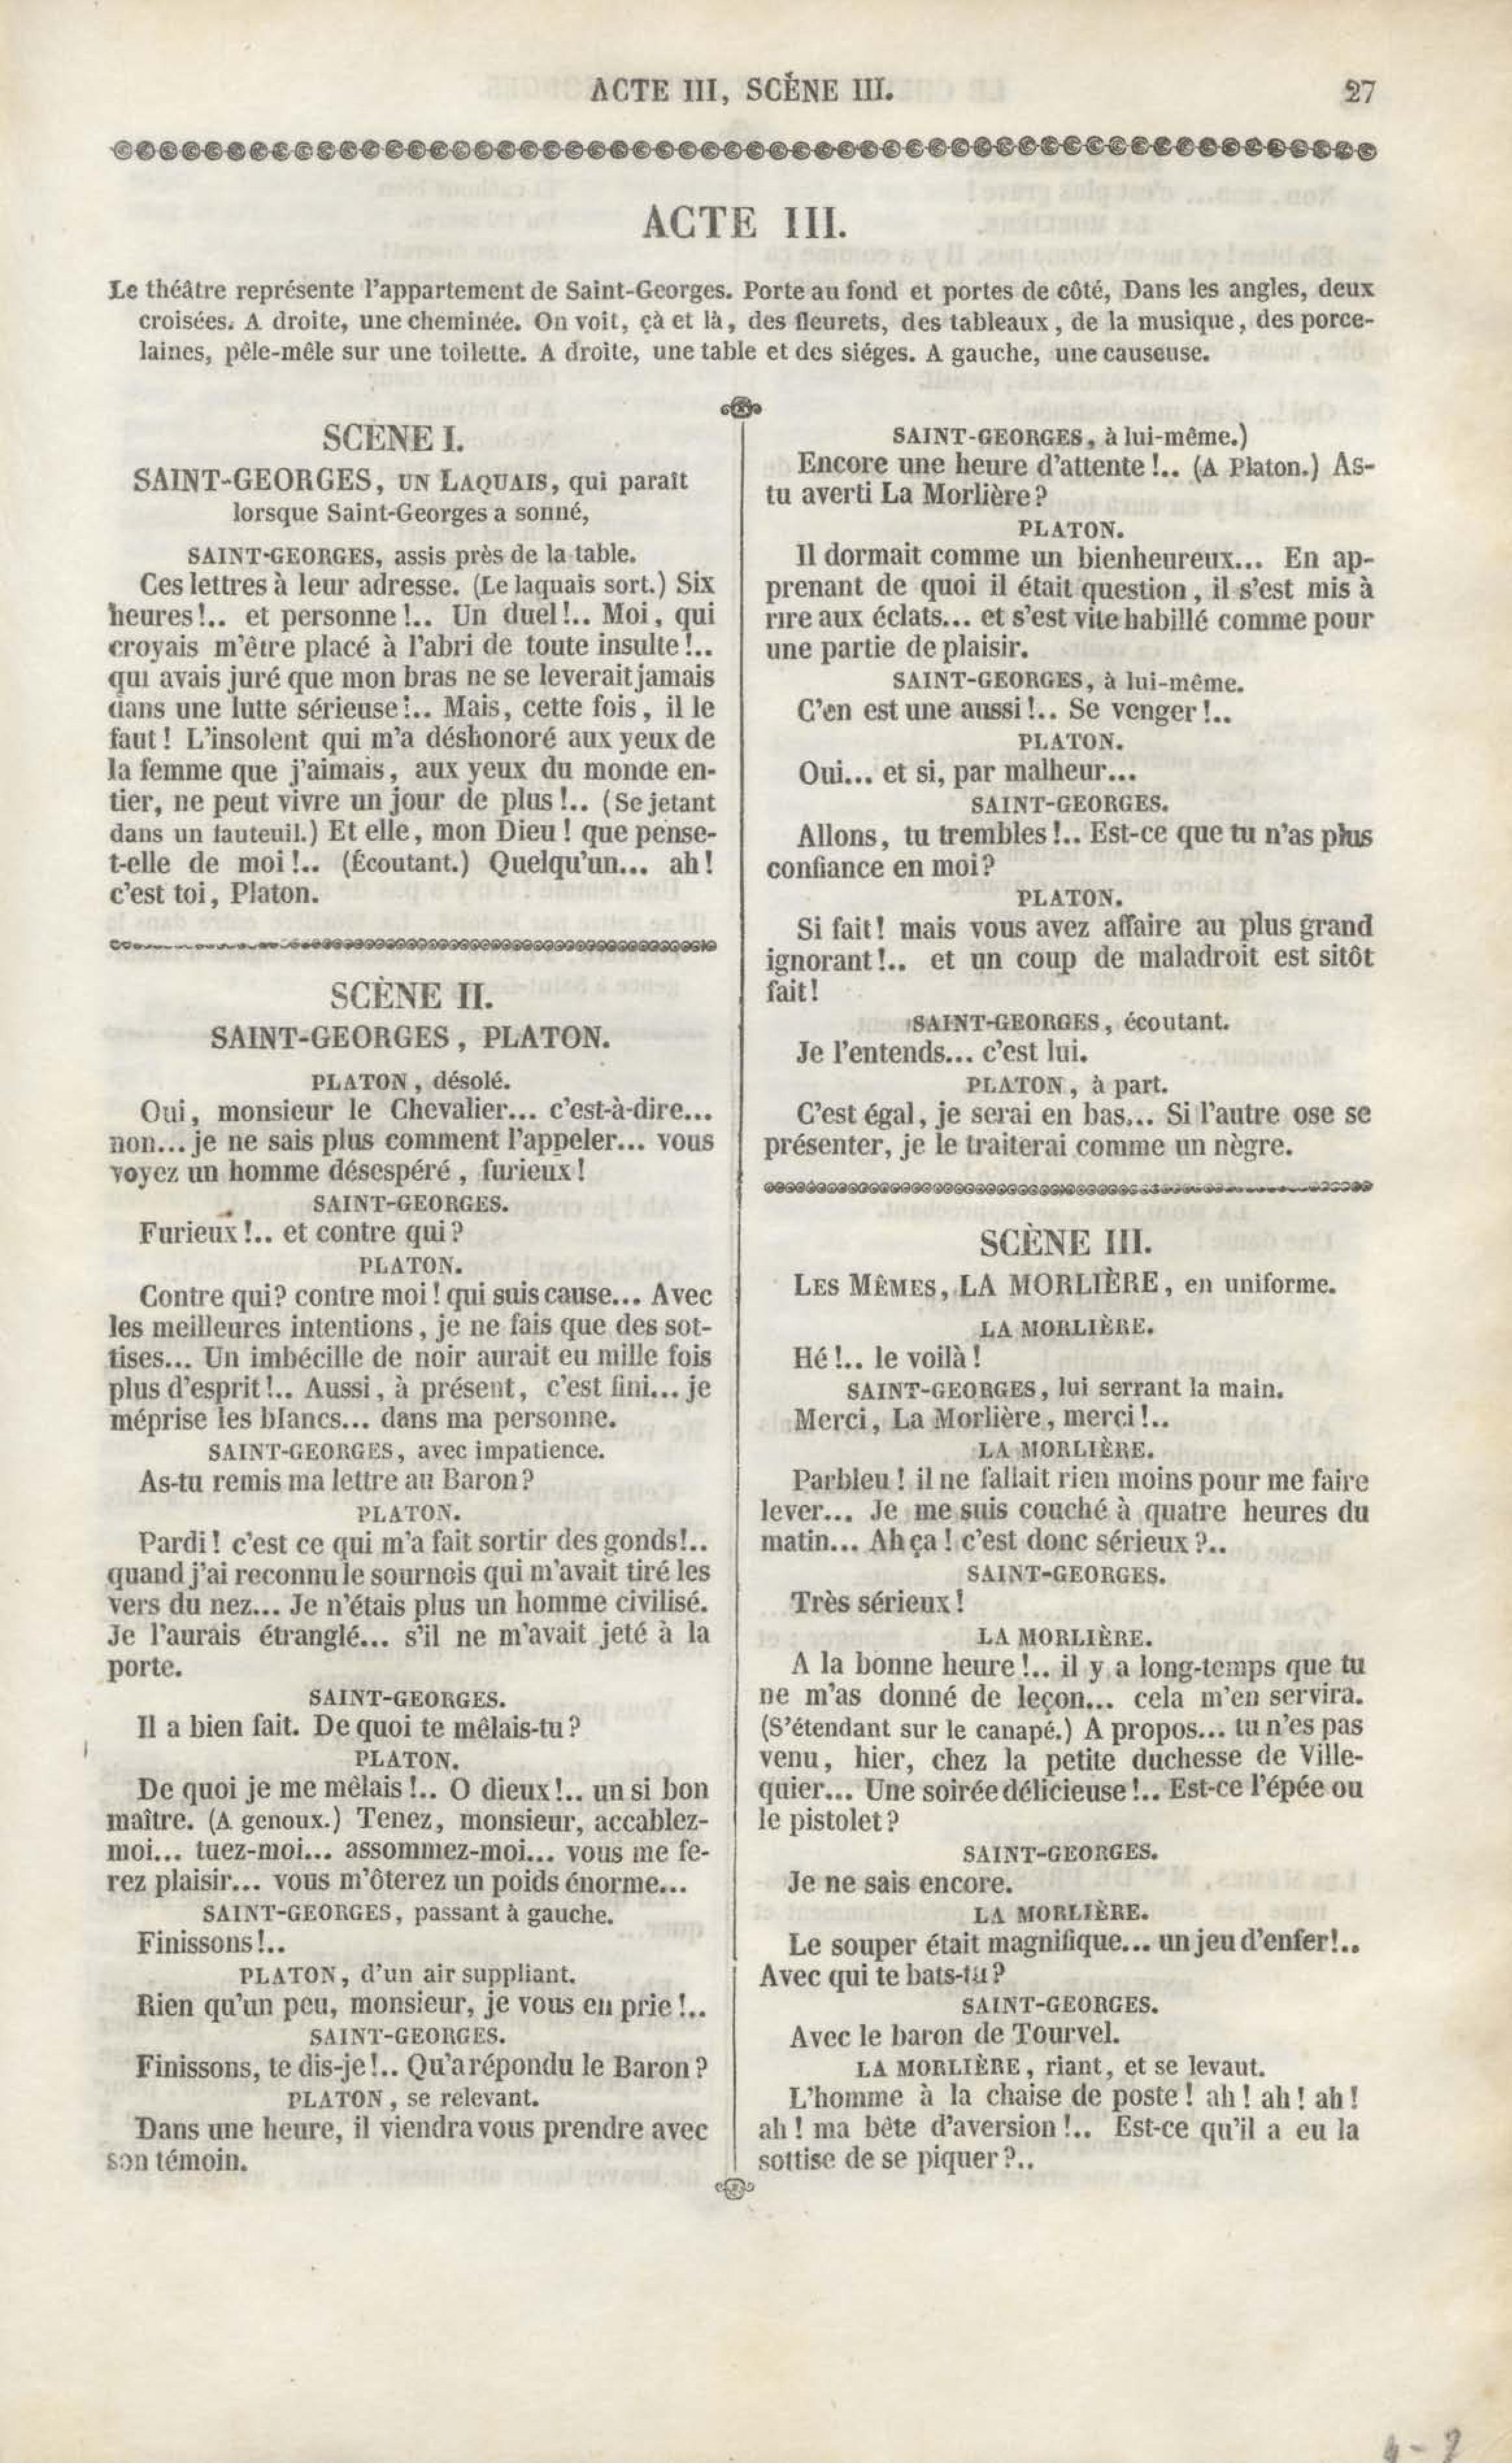 ACTE III, SCÈNE III.
27
ACTE III.
Le théâtre représente l'appartement de Saint-Georges. Porte au fond et portes de côté, Dans les angles, deux
croisées. A droite, une cheminée. On voit, çà et là, des fleurets, des tableaux, de la musique, des porce-
laines, pêle-mêle sur une toilette. A droite, une table et des siéges. A gauche, une causeuse.
SCÈNE I.
SAINT-GEORGES, UN LAQUAIS, qui paraît
lorsque Saint-Georges a sonné,
SAINT-GEORGES, assis près de la table.
Ces lettres à leur adresse. (Le laquais sort.) Six
heures!.. et personne!.. Un duel!.. Moi, qui
croyais m'être placé à l'abri de toute insulte!..
qui avais juré que mon bras ne se leverait jamais
dans une lutte sérieuse!.. Mais, cette fois, il le
faut! L'insolent qui m'a déshonoré aux yeux de
la femme que j'aimais, aux yeux du monde en-
tier, ne peut vivre un jour de plus!.. (Se jetant
dans un fauteuil.) Et elle, mon Dieu! que pense-
t-elle de moi!.. (Écoutant.) Quelqu'un... ah!
c'est toi, Platon.
SCÈNE II.
SAINT-GEORGES, PLATON.
PLATON, désolé.
Oui, monsieur le Chevalier... c'est-à-dire...
non... je ne sais plus comment l'appeler... vous
voyez un homme désespéré, furieux!
SAINT-GEORGES.
Furieux!.. et contre qui?
PLATON.
Contre qui? contre moi! qui suis cause... Avec
les meilleures intentions, je ne fais que des sot-
tises... Un imbécille de noir aurait eu mille fois
plus d'esprit!.. Aussi, à présent, c'est fini... je
méprise les blancs... dans ma personne.
SAINT-GEORGES, avec impatience.
As-tu remis ma lettre au Baron?
PLATON.
Pardi! c'est ce qui m'a fait sortir des gonds!..
quand j'ai reconnu le sournois qui m'avait tiré les
vers du nez... Je n'étais plus un homme civilisé.
Je l'aurais étranglé... s'il ne m'avait jeté à la
porte.
SAINT-GEORGES.
Il a bien fait. De quoi te mêlais-tu?
PLATON.
De quoi je me mêlais!.. O dieux!.. un si bon
maître. (A genoux.) Tenez, monsieur, accablez-
moi... tuez-moi... assommez-moi... vous me fe-
rez plaisir... vous m'ôterez un poids énorme...
SAINT-GEORGES, passant à gauche.
Finissons!..
PLATON, d'un air suppliant.
Rien qu'un peu, monsieur, je vous en prie!..
SAINT-GEORGES.
Finissons, te dis-je!.. Qu'a répondu le Baron?
PLATON, se relevant.
Dans une heure, il viendra vous prendre avec
son témoin.
SAINT-GEORGES, à lui-même.)
Encore une heure d'attente!.. (A Platon.) As-
tu averti La Morlière?
PLATON.
Il dormait comme un bienheureux... En ap-
prenant de quoi il était question, il s'est mis à
rire aux éclats... et s'est vite habillé comme pour
une partie de plaisir.
SAINT-GEORGES, à lui-même.
C'en est une aussi!.. Se venger!..
PLATON.
Oui... et si, par malheur...
SAINT-GEORGES.
Allons, tu trembles!.. Est-ce que tu n'as plus
confiance en moi?
PLATON.
Si fait! mais vous avez affaire au plus grand
ignorant!.. et un coup de maladroit est sitôt
fait!
SAINT-GEORGES, écoutant.
Je l'entends... c'est lui.
PLATON, à part.
C'est égal, je serai en bas... Si l'autre ose se
présenter, je le traiterai comme un nègre.
SCÈNE III.
LES MÊMES, LA MORLIÈRE, en uniforme.
LA MORLIÈRE.
Hé!.. le voilà!
SAINT-GEORGES, lui serrant la main.
Merci, La Morlière, merci!..
LA MORLIÈRE.
Parbleu! il ne fallait rien moins pour me faire
lever... Je me suis couché à quatre heures du
matin... Ah ça! c'est donc sérieux?..
SAINT-GEORGES.
Très sérieux!
LA MORLIÈRE.
A la bonne heure!.. il y a long-temps que tu
ne m'as donné de leçon... cela m'en servira.
(S'étendant sur le canapé.) A propos... tu n'es pas
venu, hier, chez la petite duchesse de Ville-
quier... Une soirée délicieuse!.. Est-ce l'épée ou
le pistolet?
SAINT-GEORGES.
Je ne sais encore.
LA MORLIÈRE.
Le souper était magnifique... un jeu d'enfer!..
Avec qui te bats-tu?
SAINT-GEORGES.
Avec le baron de Tourvel.
LA MORLIÈRE, riant, et se levant.
L'homme à la chaise de poste! ah! ah! ah!
ah! ma bête d'aversion!.. Est-ce qu'il a eu la
sottise de se piquer?..